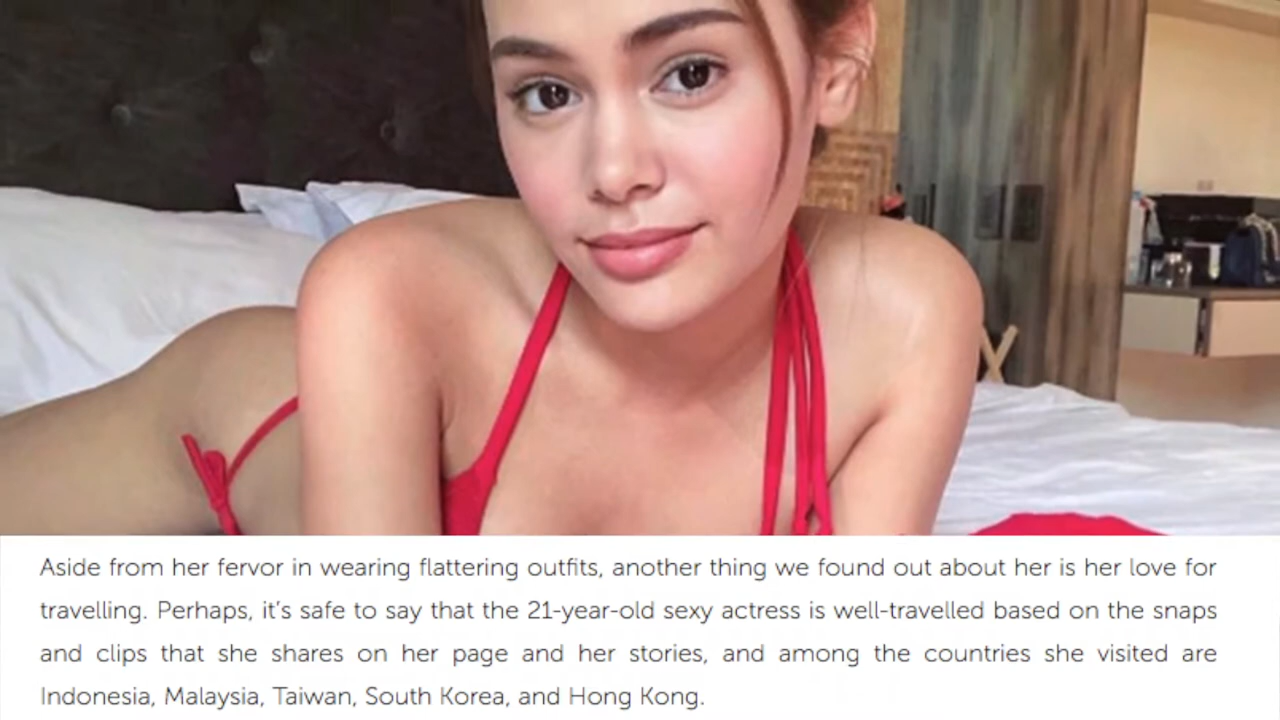 Aside from her fervor in wearing flattering outfits, another thing we found out about her is her love for
travelling. Perhaps, it’s safe to say that the 21-year-old sexy actress is well-travelled based on the snaps
and clips that she shares on her page and her stories, and among the countries she visited are
Indonesia, Malaysia, Taiwan, South Korea, and Hong Kong.